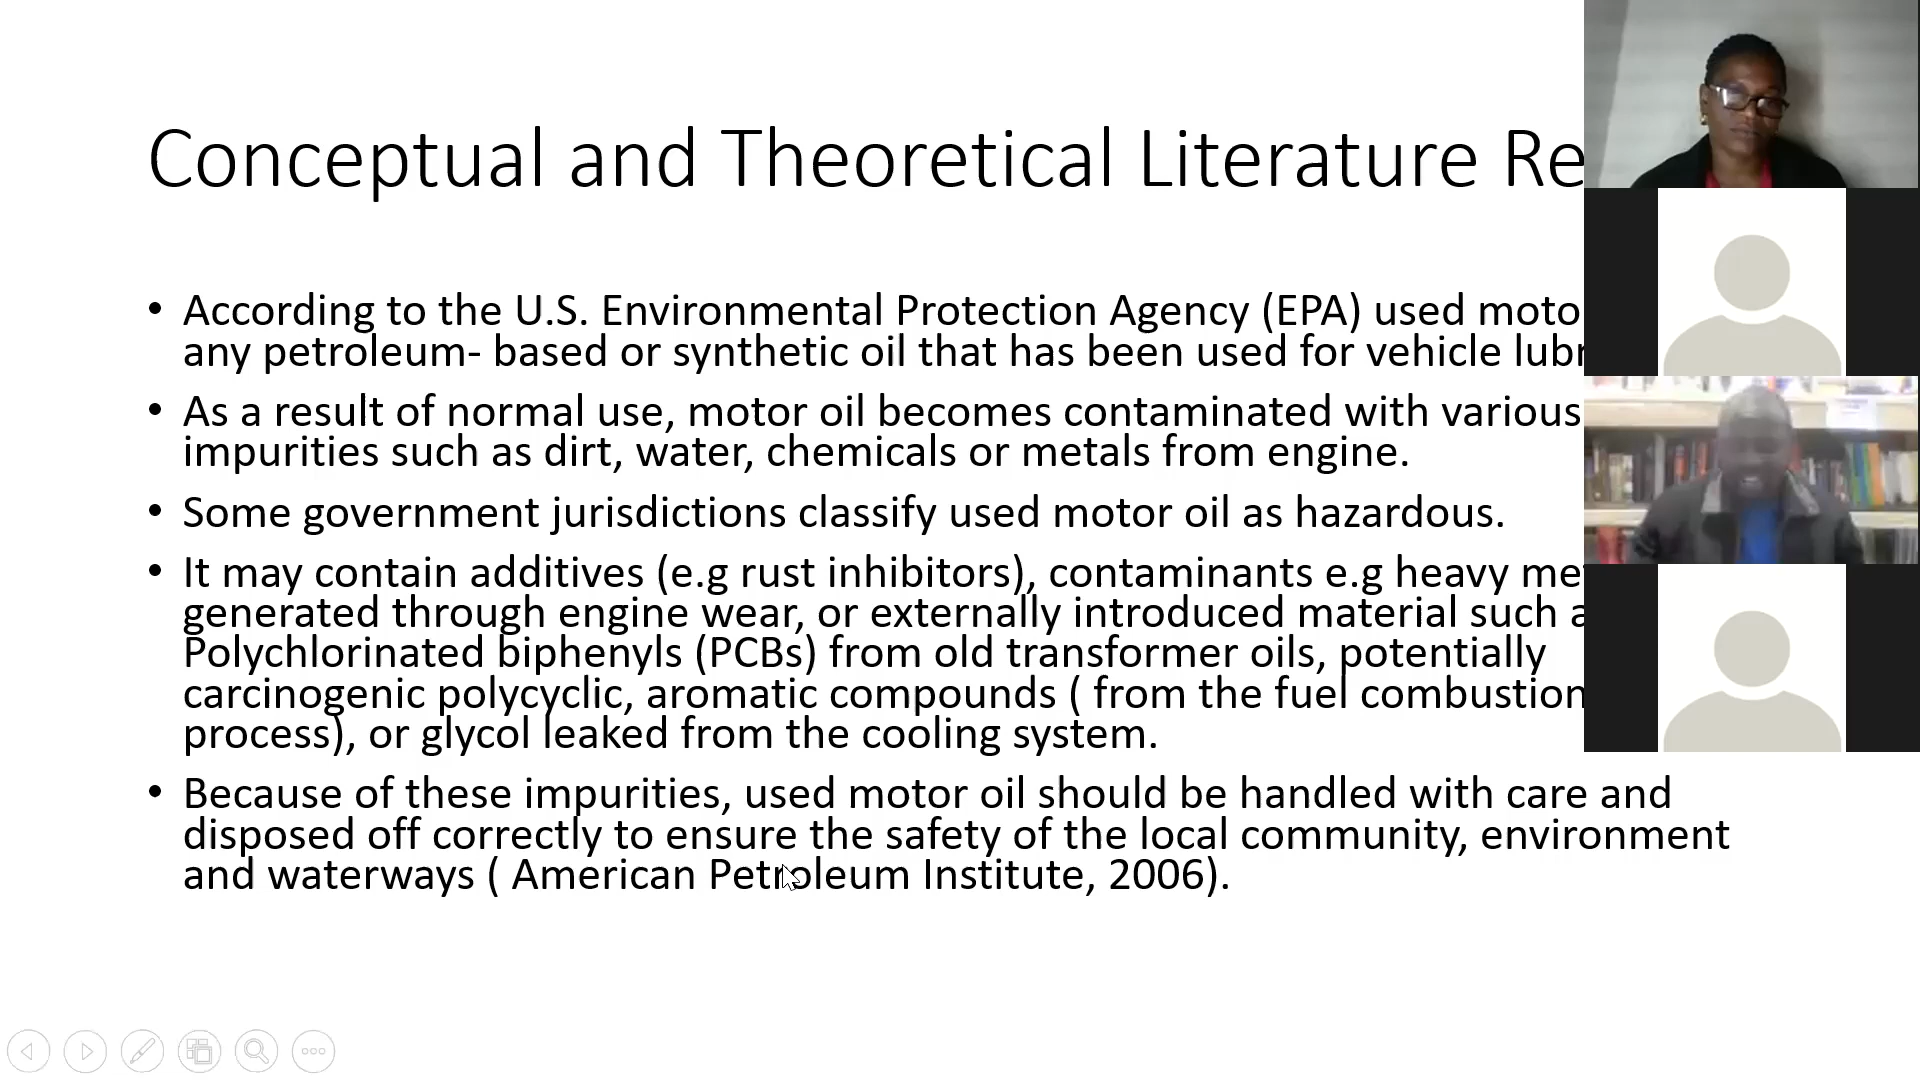 Conceptual and Theoretical Literature
• According to the U.S. Environmental Protection Agency (EPA) used
any petroleum- based or synthetic oil that has been used for vehicle
• As a result of normal use, motor oil becomes contaminated with various
impurities such as dirt, water, chemicals or metals from engine.
• Some government jurisdictions classify used motor oil as hazardous.
• It may contain additives (e.g rust inhibitors), contaminants e.g heavy
generated through engine wear, or externally introduced material such
Polychlorinated biphenyls (PCBs) from old transformer oils, potentially
carcinogenic polycyclic, aromatic compounds ( from the fuel combustion
process), or glycol leaked from the cooling system.
• Because of these impurities, used motor oil should be handled with care and
disposed off correctly to ensure the safety of the local community, environment
and waterways ( American Petroleum Institute, 2006).